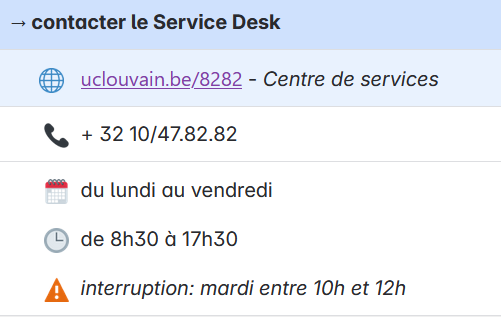 → contacter le Service Desk
uclouvain.be/8282 - Centre de services
+ 32 10/47.82.82
du lundi au vendredi
de 8h30 à 17h30
interruption: mardi entre 10h et 12h